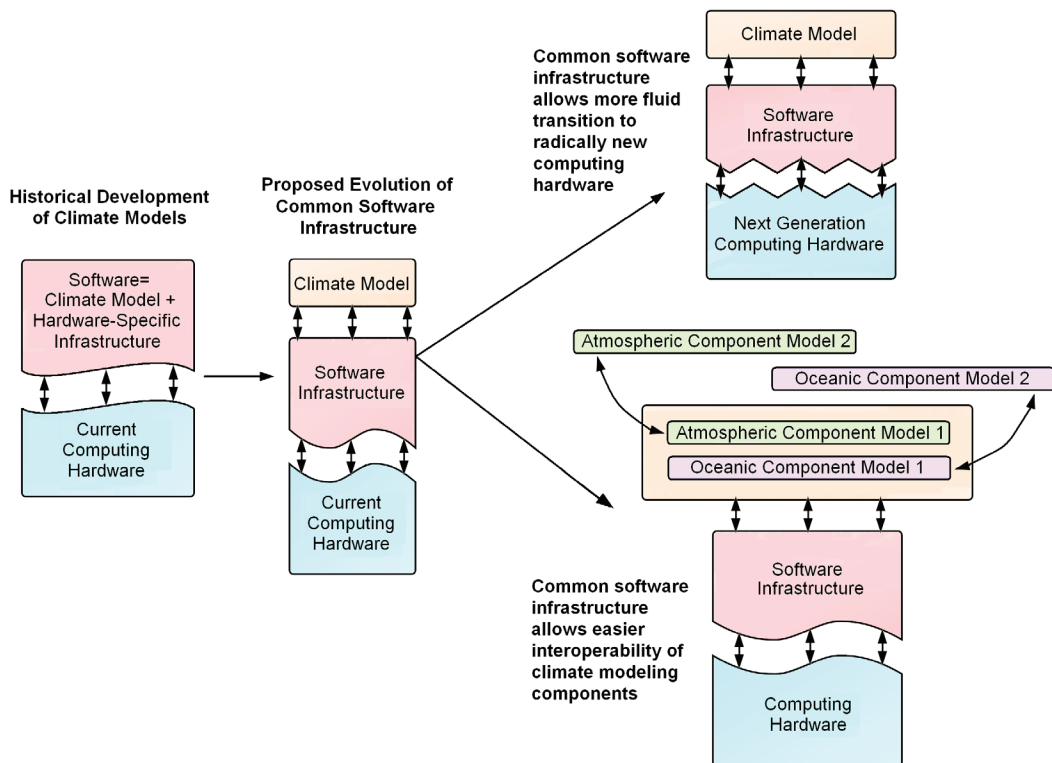 Historical Development
of Climate Models
Software=
Climate Model +
Hardware-Specific
Infrastructure
Current
Computing
Hardware
Proposed Evolution of
Common Software
Infrastructure
Climate Model
Software
Infrastructure
Current
Computing
Hardware
Common software
infrastructure
allows more fluid
transition to
radically new
computing
hardware
Climate Model
Software
Infrastructure
Next Generation
Computing Hardware
Atmospheric Component Model 2
Oceanic Component Model 2
Atmospheric Component Model 1
Oceanic Component Model 1
Common software
infrastructure
allows easier
interoperability of
climate modeling
components
Software
Infrastructure
Computing
Hardware